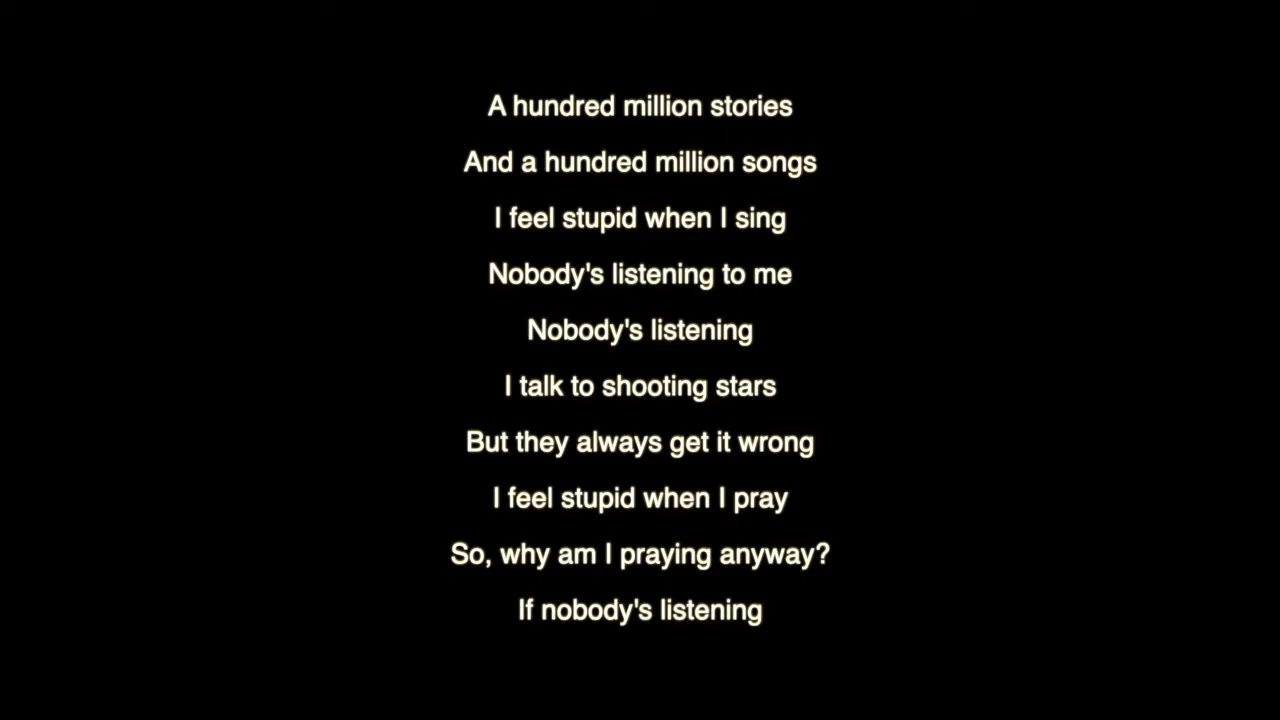 A hundred million stories
And a hundred million songs
I feel stupid when I sing
Nobody's listening to me
Nobody's listening
I talk to shooting stars
But they always get it wrong
I feel stupid when I pray
So, why am I praying anyway?
If nobody's listening